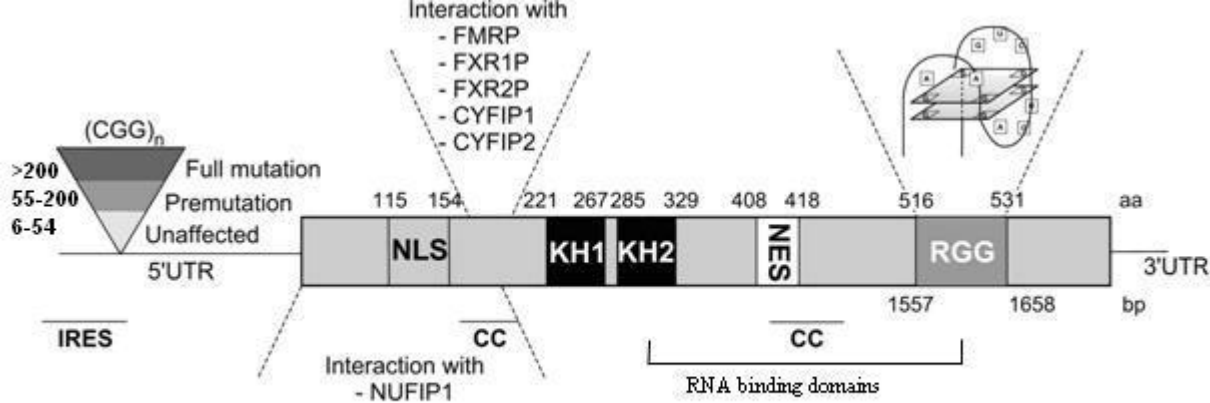 Interaction with
- FMRP
- FXR1P
- FXR2P
- CYFIP1
- CYFIP2
(CGG)n
>200 Full mutation
55-200 Premutation
6-54 Unaffected
115 154 221 267 285 329 408 418 516 531 aa
NLS KH1 KH2 NES RGG
5'UTR 3'UTR
1557 1658 bp
IRES CC CC
Interaction with
- NUFIP1
RNA binding domains